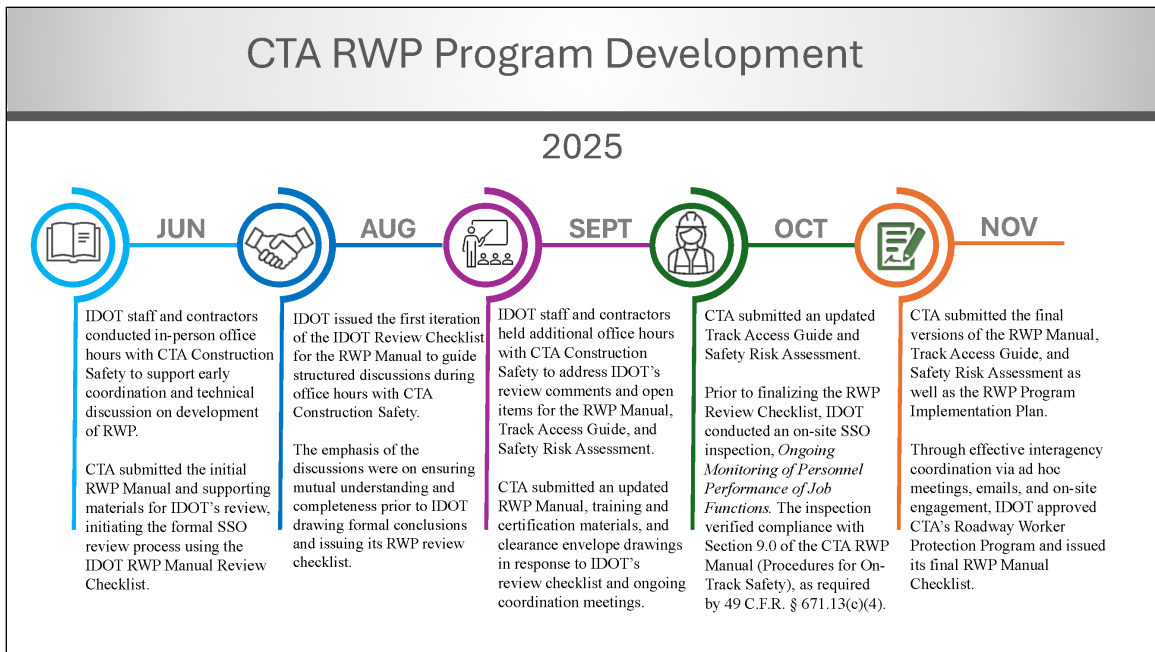 CTA RWP Program Development
2025
JUN
IDOT staff and contractors
conducted in-person office
hours with CTA Construction
Safety to support early
coordination and technical
discussion on development
of RWP.
CTA submitted the initial
RWP Manual and supporting
materials for IDOT's review,
initiating the formal SSO
review process using the
IDOT RWP Manual Review
Checklist.
AUG
IDOT issued the first iteration
of the IDOT Review Checklist
for the RWP Manual to guide
structured discussions during
office hours with CTA
Construction Safety.
The emphasis of the
discussions were on ensuring
mutual understanding and
completeness prior to IDOT
drawing formal conclusions
and issuing its RWP review
checklist.
SEPT
IDOT staff and contractors
held additional office hours
with CTA Construction
Safety to address IDOT's
review comments and open
items for the RWP Manual,
Track Access Guide, and
Safety Risk Assessment.
CTA submitted an updated
RWP Manual, training and
certification materials, and
clearance envelope drawings
in response to IDOT's
review checklist and ongoing
coordination meetings.
OCT
CTA submitted an updated
Track Access Guide and
Safety Risk Assessment.
Prior to finalizing the RWP
Review Checklist, IDOT
conducted an on-site SSO
inspection, Ongoing
Monitoring of Personnel
Performance of Job
Functions. The inspection
verified compliance with
Section 9.0 of the CTA RWP
Manual (Procedures for On-
Track Safety), as required
by 49 C.F.R. § 671.13(c)(4).
NOV
CTA submitted the final
versions of the RWP Manual,
Track Access Guide, and
Safety Risk Assessment as
well as the RWP Program
Implementation Plan.
Through effective interagency
coordination via ad hoc
meetings, emails, and on-site
engagement, IDOT approved
CTA's Roadway Worker
Protection Program and issued
its final RWP Manual
Checklist.